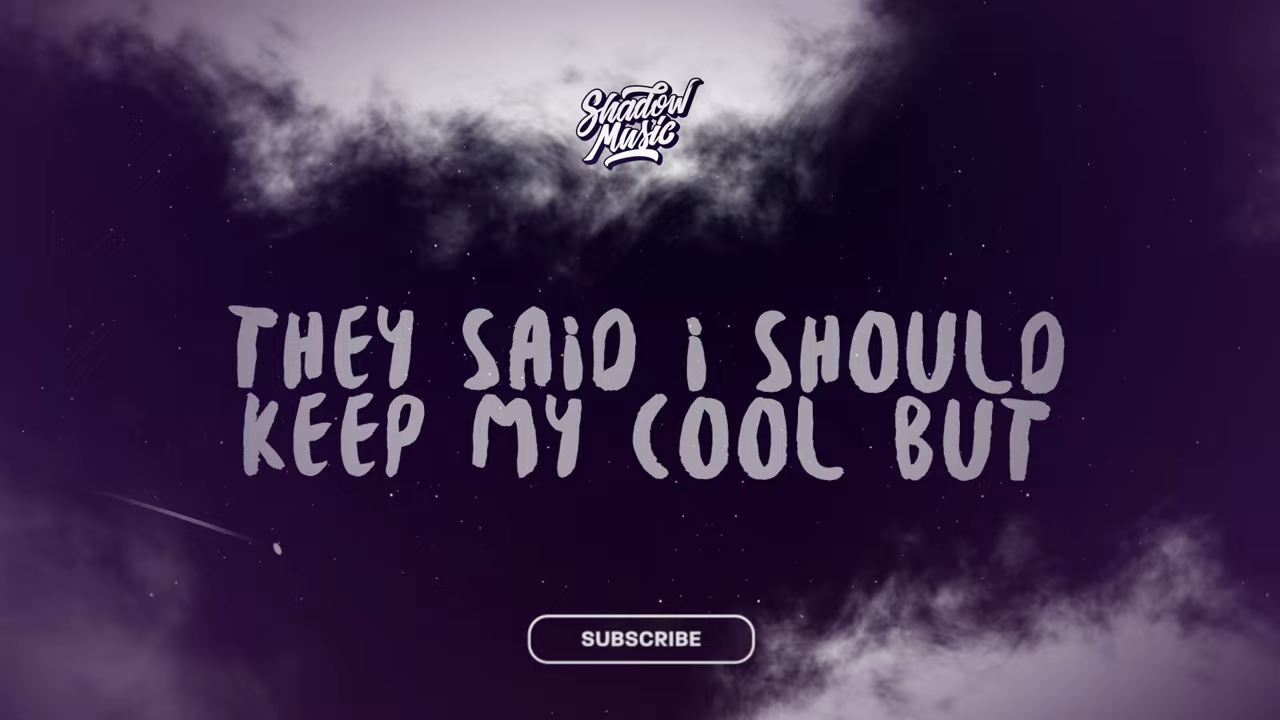 Shadow
Music
THEY SAiD i SHOULD
KEEP MY COOL BUT
SUBSCRIBE